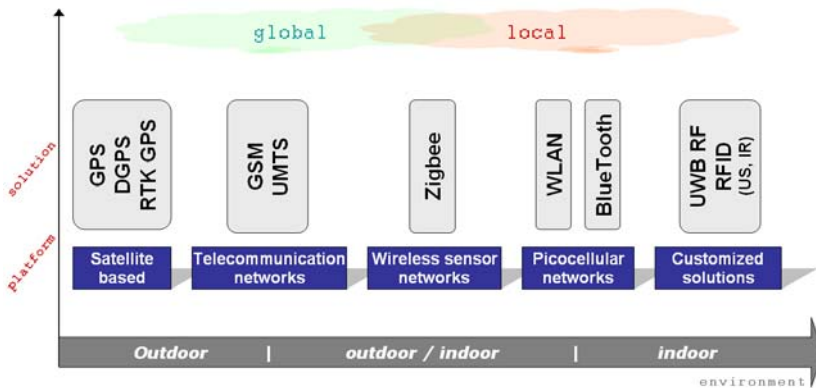 global
local
solution
GPS
DGPS
RTK GPS
GSM
UMTS
Zigbee
WLAN
BlueTooth
UWB RF
RFID
(US, IR)
platform
Satellite
based
Telecommunication
networks
Wireless sensor
networks
Picocellular
networks
Customized
solutions
Outdoor | outdoor / indoor | indoor
environment